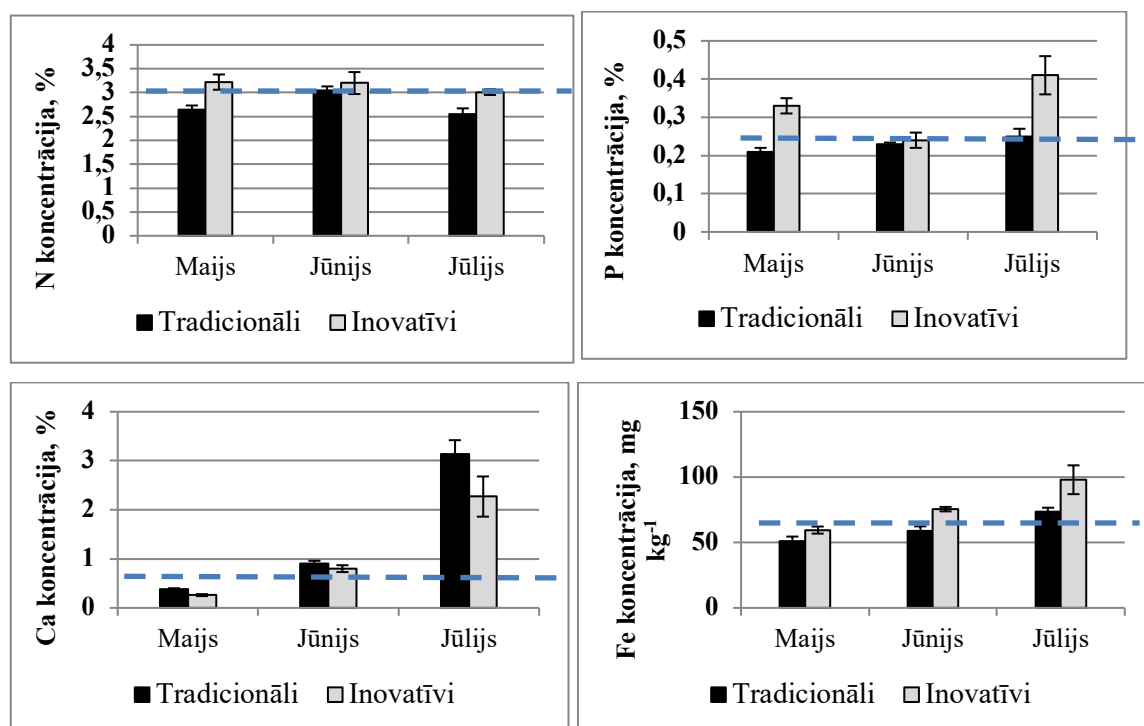 N koncentrācija, %
4
3,5
3
2,5
2
1,5
1
0,5
0
Maijs Jūnijs Jūlijs
Tradicionāli Inovatīvi
P koncentrācija, %
0,5
0,4
0,3
0,2
0,1
0
Maijs Jūnijs Jūlijs
Tradicionāli Inovatīvi
Ca koncentrācija, %
4
3
2
1
0
Maijs Jūnijs Jūlijs
Tradicionāli Inovatīvi
Fe koncentrācija, mg
kg-1
150
100
50
0
Maijs Jūnijs Jūlijs
Tradicionāli Inovatīvi